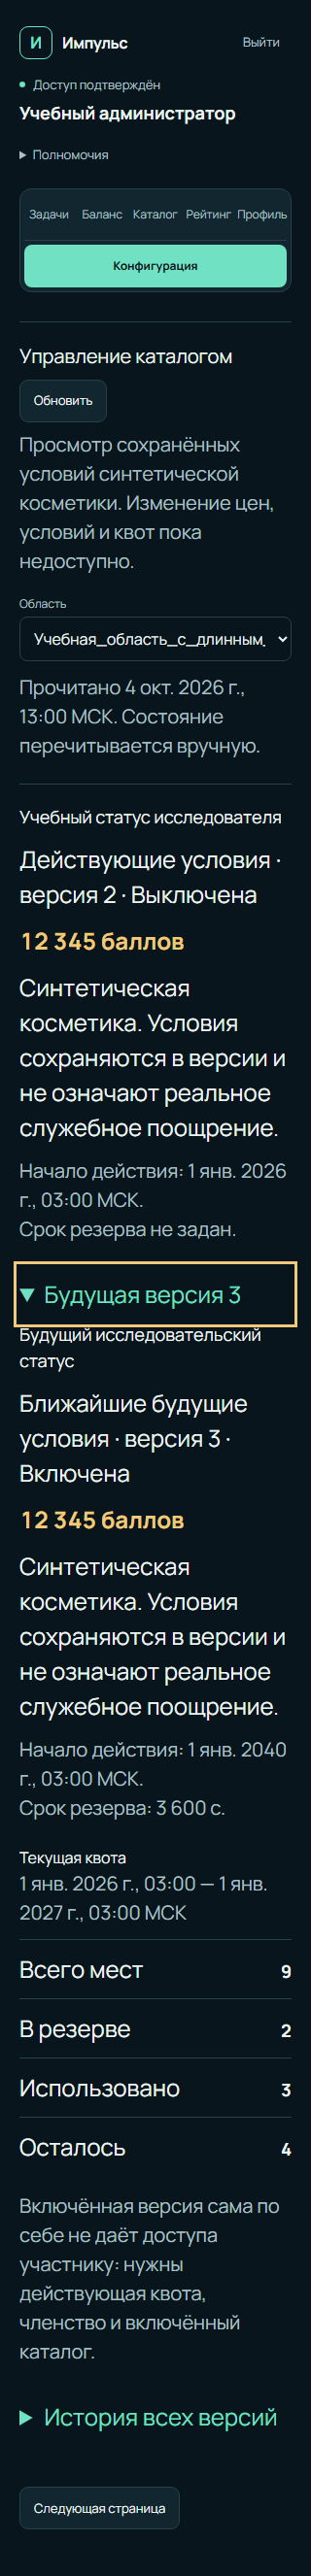 И Импульс Выйти
Доступ подтверждён
Учебный администратор
Полномочия
Задачи Баланс Каталог Рейтинг Профиль
Конфигурация
Управление каталогом
Обновить
Просмотр сохранённых
условий синтетической
косметики. Изменение цен,
условий и квот пока
недоступно.
Область
Учебная_область_с_длинным_
Прочитано 4 окт. 2026 г.,
13:00 МСК. Состояние
перечитывается вручную.
Учебный статус исследователя
Действующие условия ·
версия 2 · Выключена
12 345 баллов
Синтетическая
косметика. Условия
сохраняются в версии и
не означают реальное
служебное поощрение.
Начало действия: 1 янв. 2026
г., 03:00 МСК.
Срок резерва не задан.
Будущая версия 3
Будущий исследовательский
статус
Ближайшие будущие
условия · версия 3 ·
Включена
12 345 баллов
Синтетическая
косметика. Условия
сохраняются в версии и
не означают реальное
служебное поощрение.
Начало действия: 1 янв. 2040
г., 03:00 МСК.
Срок резерва: 3 600 с.
Текущая квота
1 янв. 2026 г., 03:00 — 1 янв.
2027 г., 03:00 МСК
Всего мест 9
В резерве 2
Использовано 3
Осталось 4
Включённая версия сама по
себе не даёт доступа
участнику: нужны
действующая квота,
членство и включённый
каталог.
История всех версий
Следующая страница